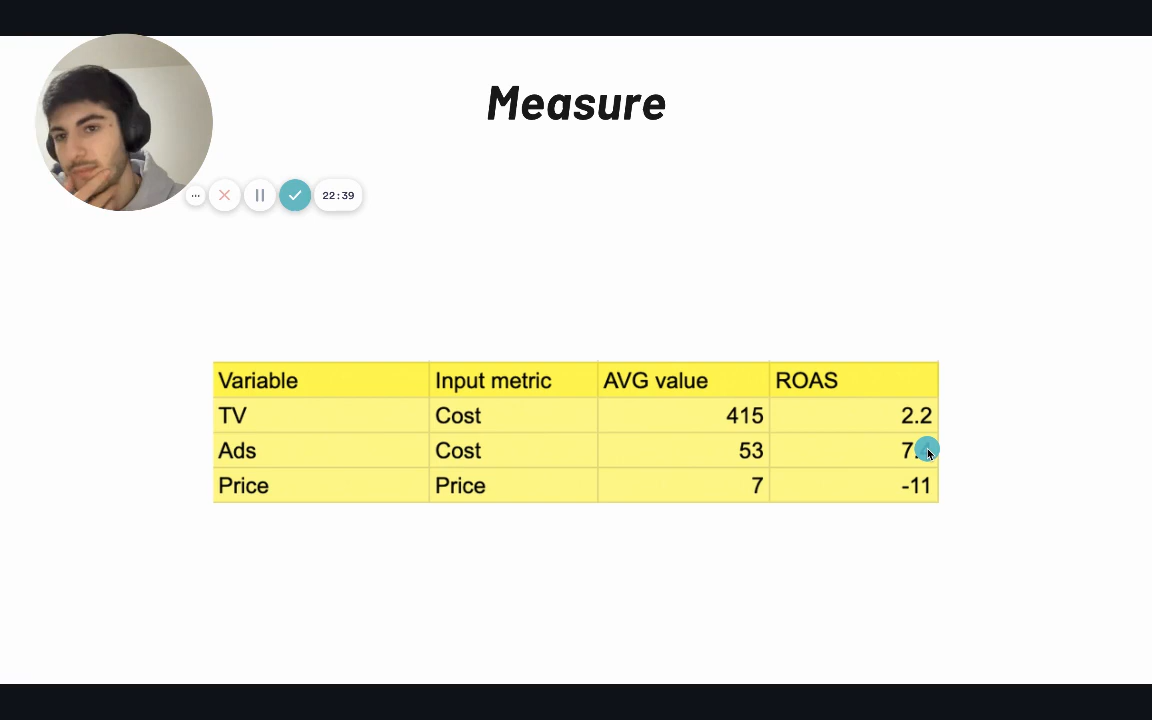 Measure
22:39
Variable Input metric AVG value ROAS
TV Cost 415 2.2
Ads Cost 53
Price Price 7 -11